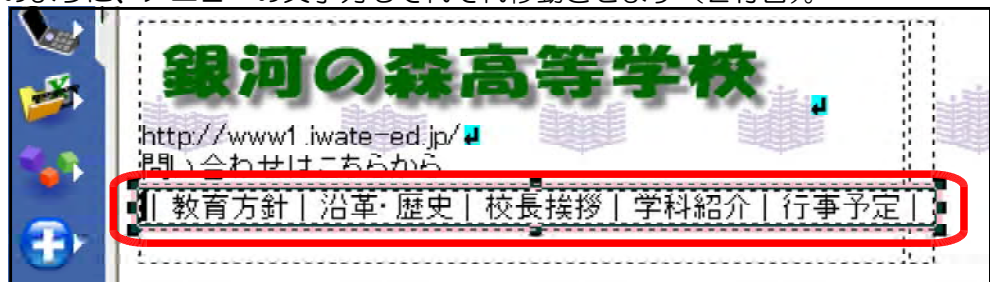 銀河の森高等学校
http://www1.iwate-ed.jp/
問い合わせはこちらから
| 教育方針 | 沿革・歴史 | 校長挨拶 | 学科紹介 | 行事予定 |